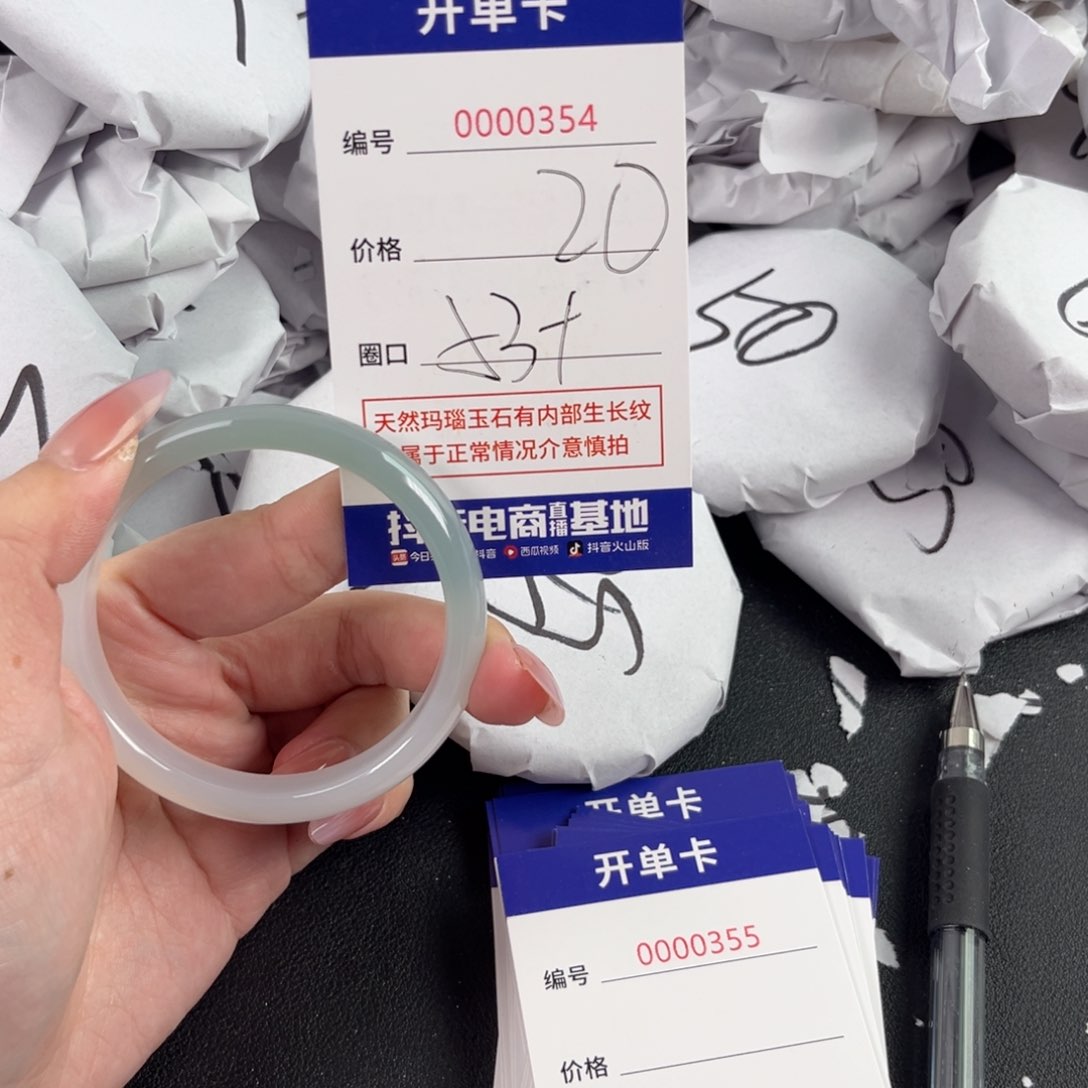 开单卡
编号 0000354
价格 20
圈口
天然玛瑙玉石有内部生长纹
属于正常情况介意慎拍
电商直播基地
西瓜视频 抖音火山版
50
开单卡
开单卡
编号 0000355
价格